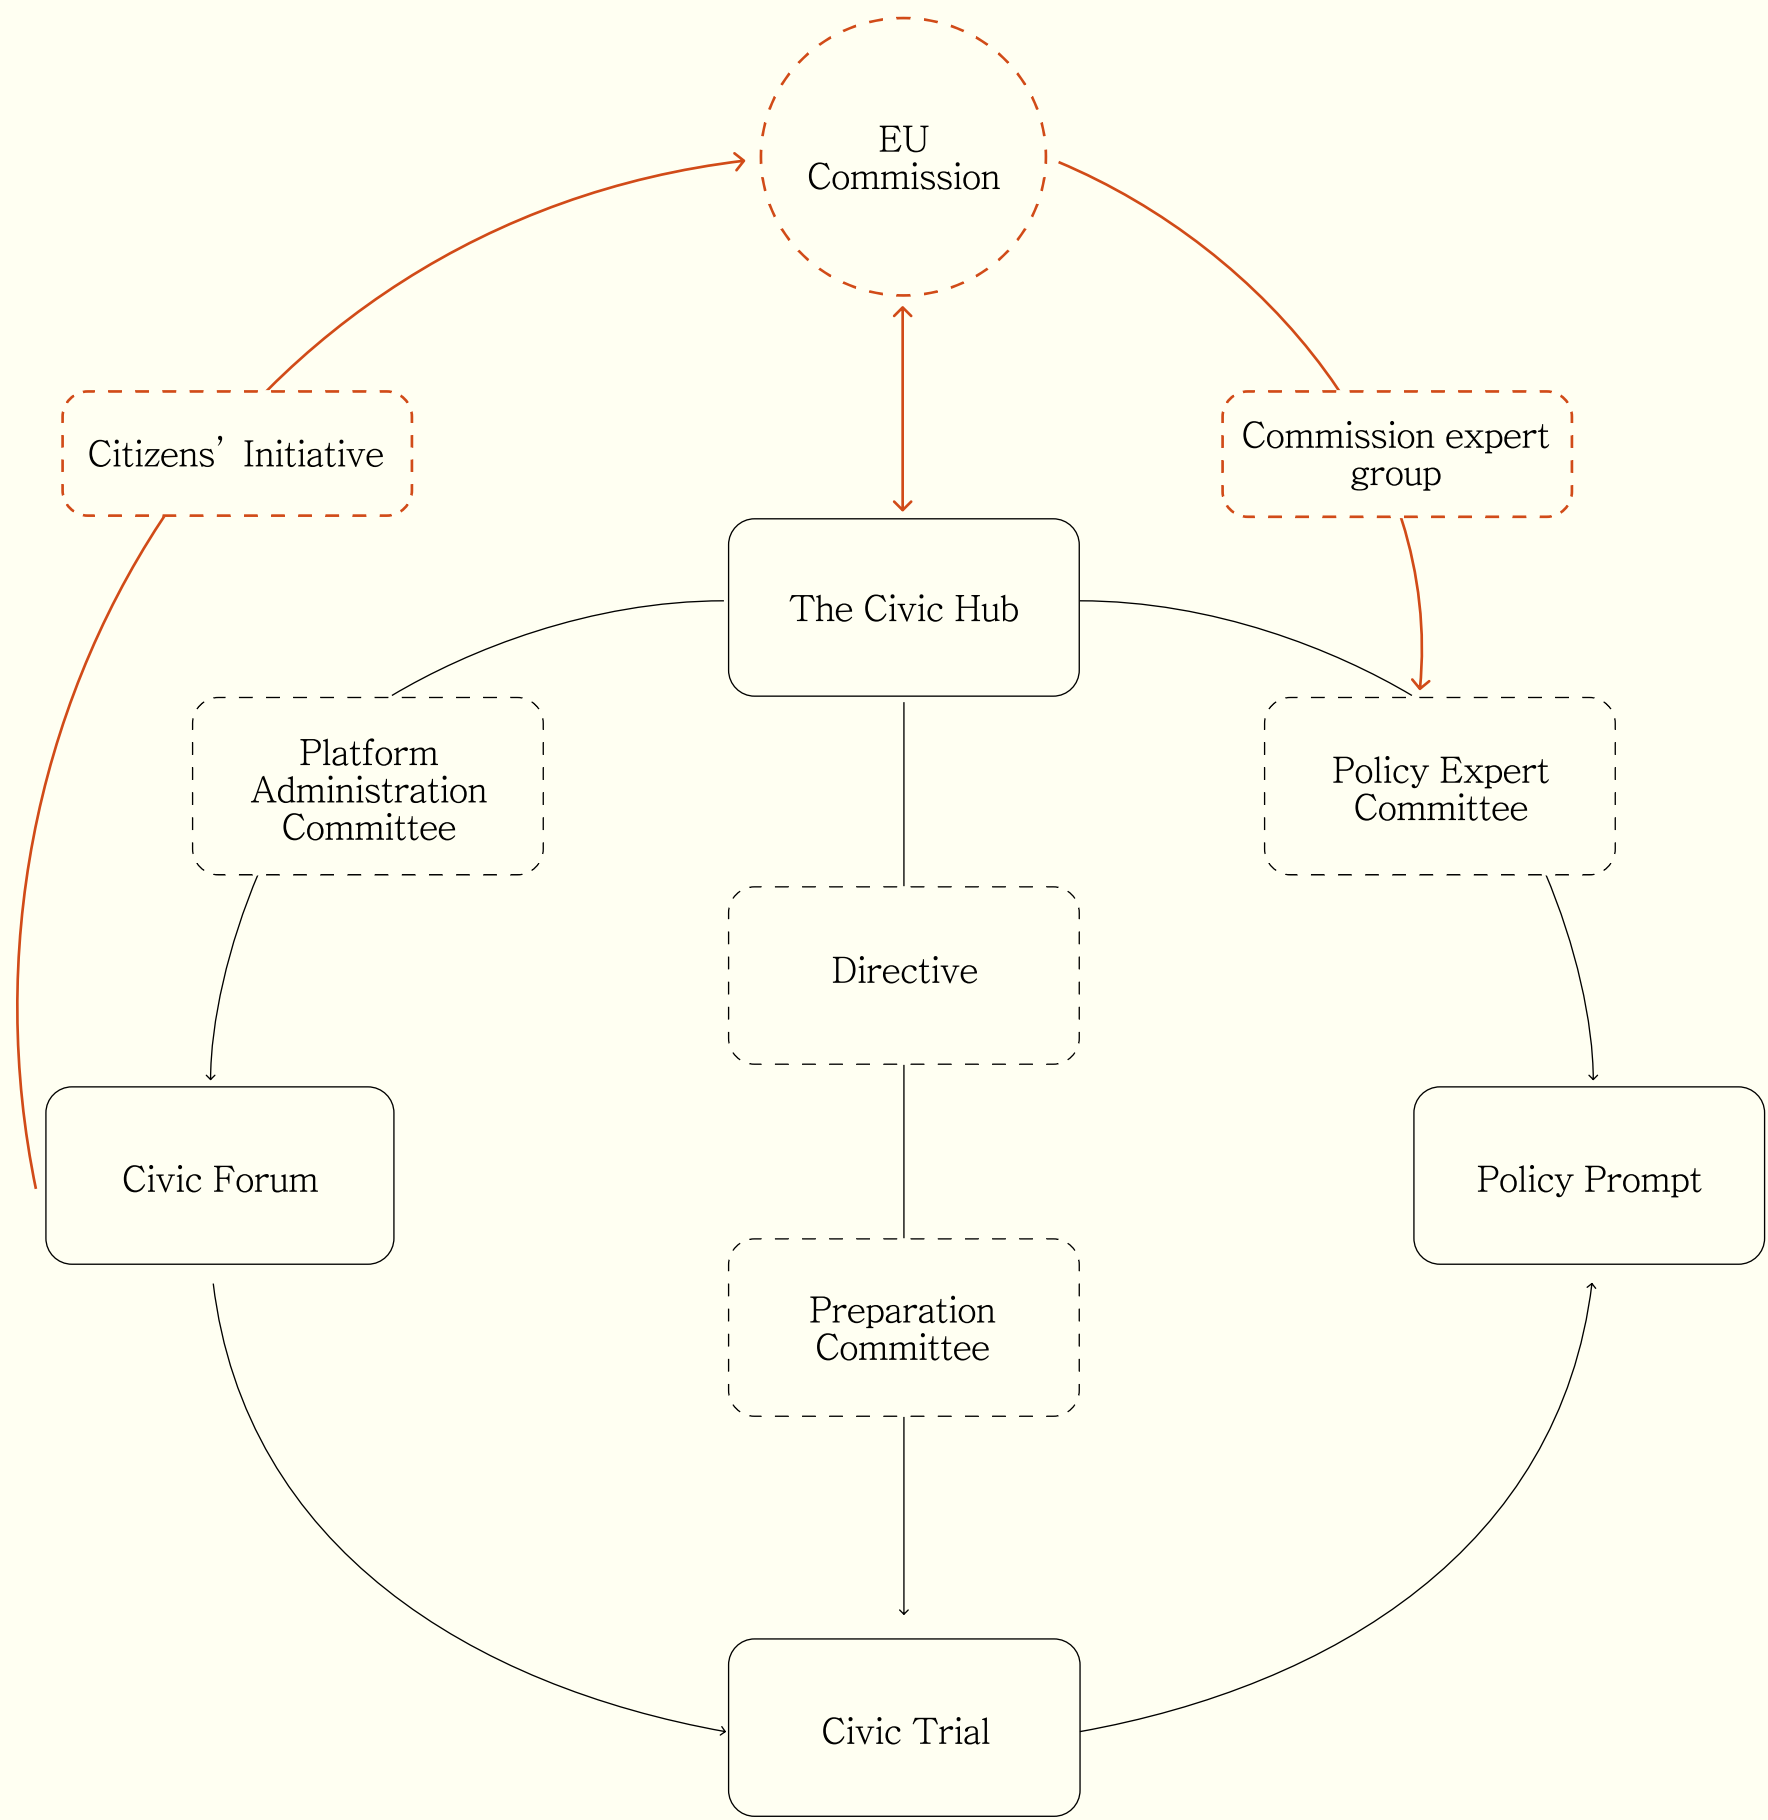 EU
Commission
Citizens’ Initiative
Commission expert
group
The Civic Hub
Platform
Administration
Committee
Policy Expert
Committee
Directive
Civic Forum
Policy Prompt
Preparation
Committee
Civic Trial